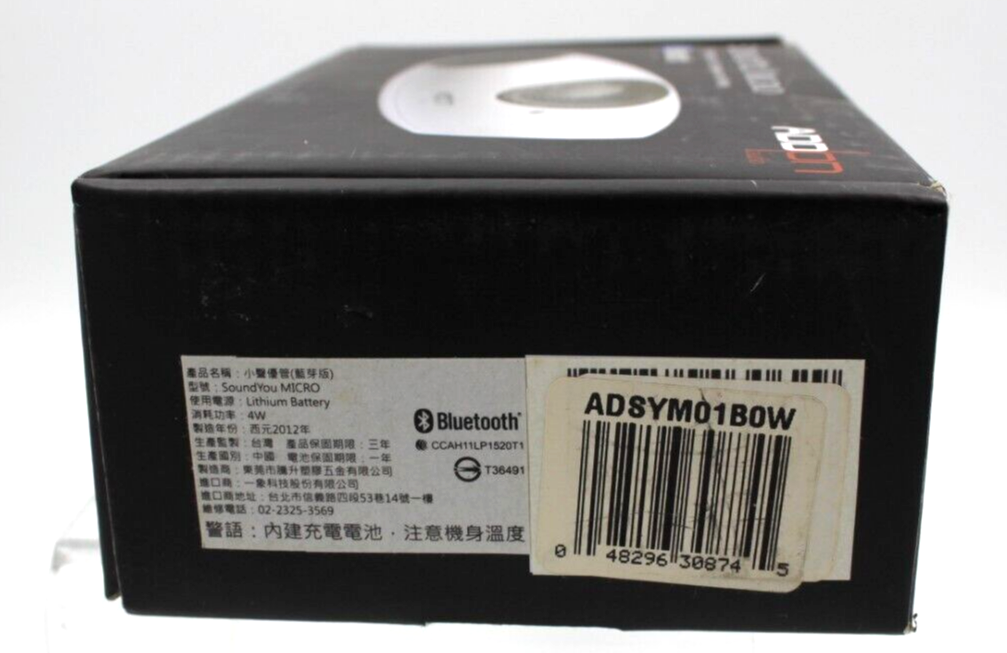 ADDON
產品名稱：小聲優管(藍芽版)
型號：SoundYou MICRO
使用電源：Lithium Battery
消耗功率：4W
製造年份：西元2012年
生產監製：台灣 產品保固期限：三年
生產國別：中國 電池保固期限：一年
製造商：東莞市騰升塑膠五金有限公司
進口商：一象科技股份有限公司
進口商地址：台北市信義路四段53巷14號一樓
維修電話：02-2325-3569
警語：內建充電電池，注意機身溫度
Bluetooth
CCAH11LP1520T1
T36491
ADSYM01B0W
0 48296 30874 5